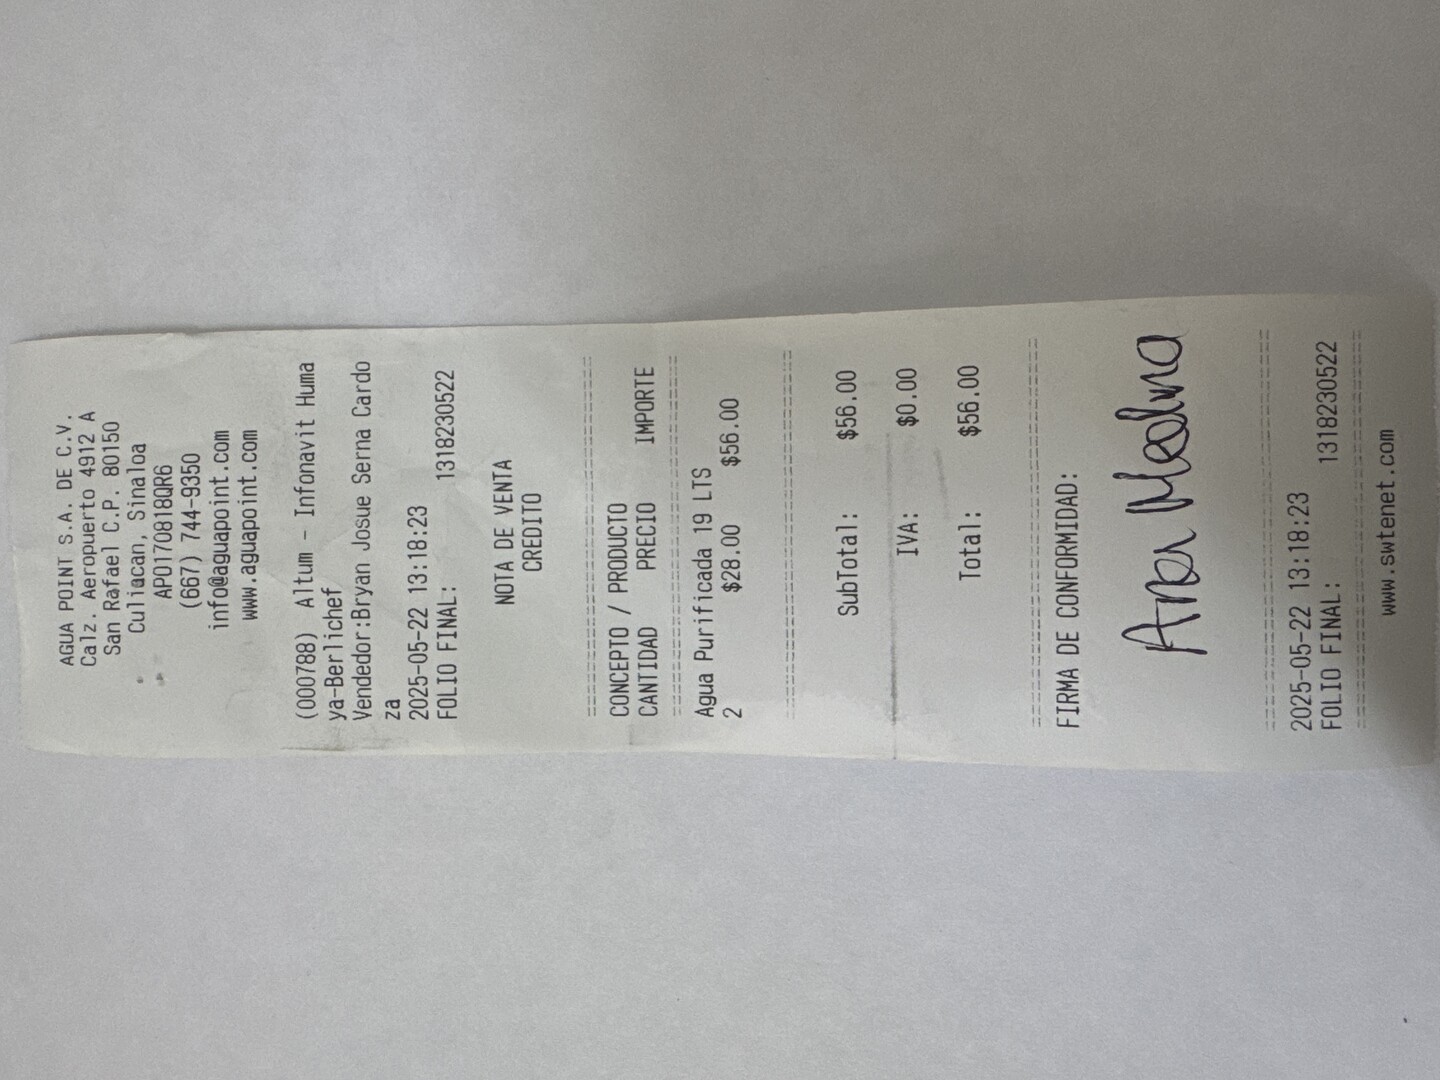 AGUA POINT S.A. DE C.V.
Calz. Aeropuerto 4912 A
San Rafael C.P. 80150
Culiacan, Sinaloa
APO170818QR6
(667) 744-9350
info@aguapoint.com
www.aguapoint.com
(000788) Altum - Infonavit Huma
ya-Berlichef
Vendedor:Bryan Josue Serna Cardo
za
2025-05-22 13:18:23
FOLIO FINAL: 1318230522
NOTA DE VENTA
CREDITO
CONCEPTO / PRODUCTO
CANTIDAD PRECIO IMPORTE
Agua Purificada 19 LTS
2 $28.00 $56.00
SubTotal: $56.00
IVA: $0.00
Total: $56.00
FIRMA DE CONFORMIDAD:
Ana Medina
2025-05-22 13:18:23
FOLIO FINAL: 1318230522
www.swtenet.com